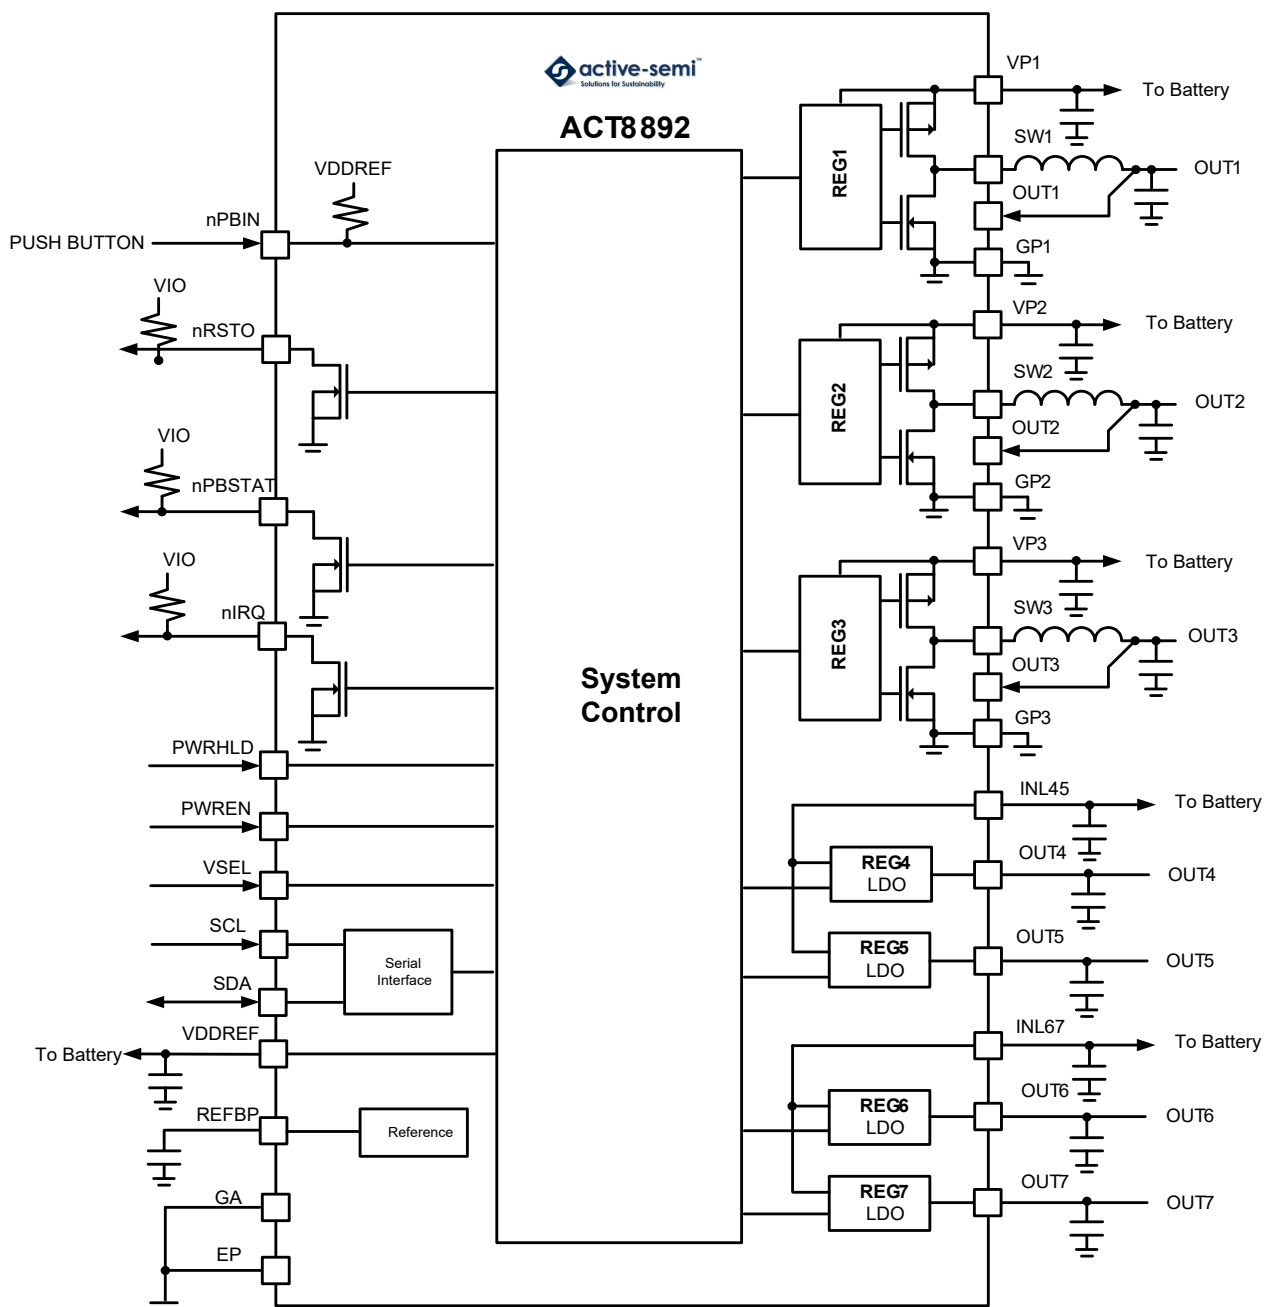 active-semi™
Solutions for Sustainability
ACT8892
VDDREF
nPBIN
PUSH BUTTON
VIO
nRSTO
VIO
nPBSTAT
VIO
nIRQ
PWRHLD
PWREN
VSEL
SCL
SDA
Serial
Interface
VDDREF
To Battery
REFBP
Reference
GA
EP
System
Control
REG1
VP1
To Battery
SW1
OUT1
OUT1
GP1
REG2
VP2
To Battery
SW2
OUT2
OUT2
GP2
REG3
VP3
To Battery
SW3
OUT3
OUT3
GP3
INL45
To Battery
REG4
LDO
OUT4
OUT4
REG5
LDO
OUT5
OUT5
INL67
To Battery
REG6
LDO
OUT6
OUT6
REG7
LDO
OUT7
OUT7